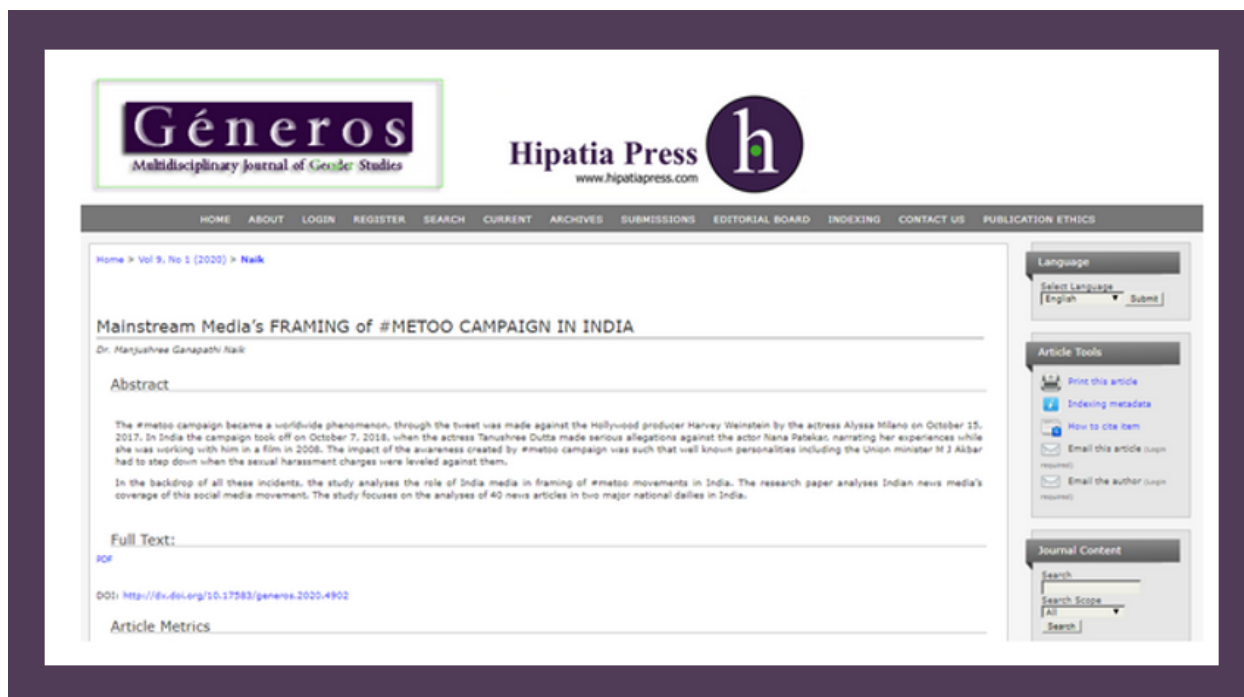 Géneros
Multidisciplinary Journal of Gender Studies
Hipatia Press
www.hipatiapress.com
h
HOME ABOUT LOGIN REGISTER SEARCH CURRENT ARCHIVES SUBMISSIONS EDITORIAL BOARD INDEXING CONTACT US PUBLICATION ETHICS
Home > Vol 9, No 1 (2020) > Naik
Mainstream Media's FRAMING of #METOO CAMPAIGN IN INDIA
Dr. Manjushree Ganapathi Naik
Abstract
The #metoo campaign became a worldwide phenomenon, through the tweet was made against the Hollywood producer Harvey Weinstein by the actress Alyssa Milano on October 15,
2017. In India the campaign took off on October 7, 2018, when the actress Tanushree Dutta made serious allegations against the actor Nana Patekar, narrating her experiences while
she was working with him in a film in 2008. The impact of the awareness created by #metoo campaign was such that well known personalities including the Union minister M J Akbar
had to step down when the sexual harassment charges were leveled against them.
In the backdrop of all these incidents, the study analyses the role of India media in framing of #metoo movements in India. The research paper analyses Indian news media's
coverage of this social media movement. The study focuses on the analyses of 40 news articles in two major national dailies in India.
Full Text:
PDF
DOI: http://dx.doi.org/10.17583/generos.2020.4902
Article Metrics
Language
Select Language
English Submit
Article Tools
Print this article
Indexing metadata
How to cite item
Email this article (Login
required)
Email the author (Login
required)
Journal Content
Search
Search Scope
All
Search